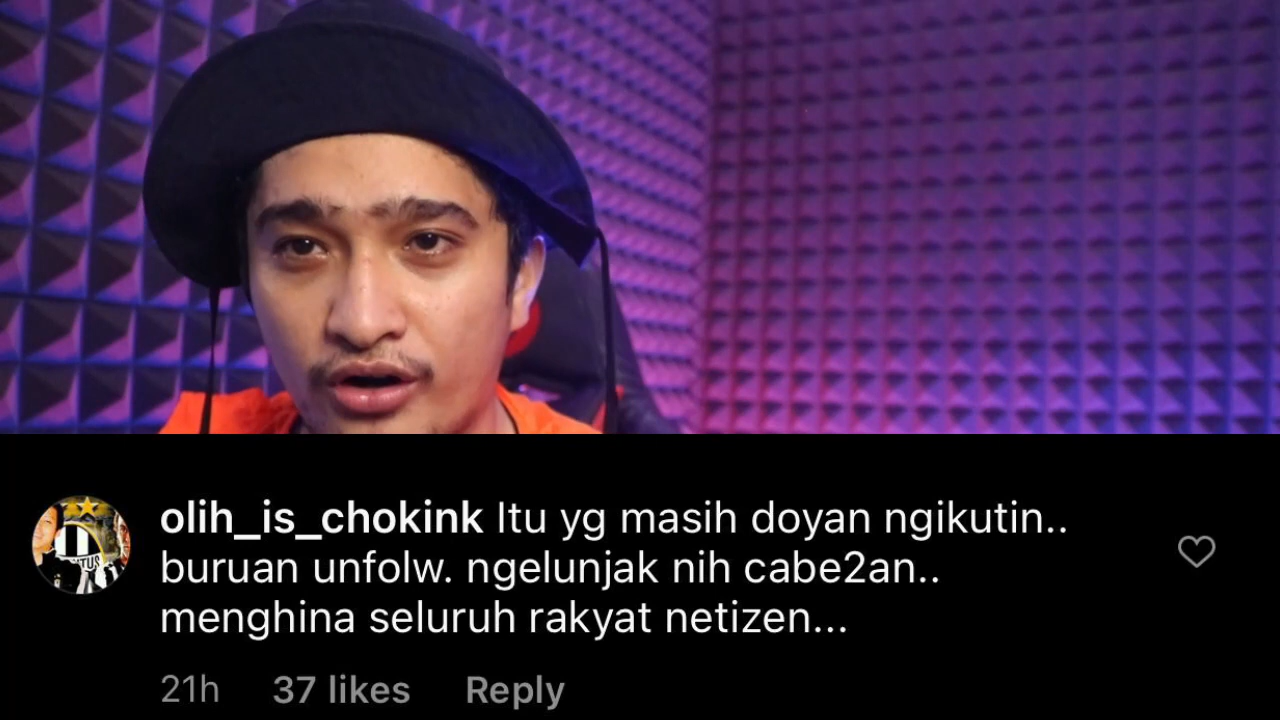 olih_is_chokink Itu yg masih doyan ngikutin..
buruan unfolw. ngelunjak nih cabe2an..
menghina seluruh rakyat netizen...
21h 37 likes Reply